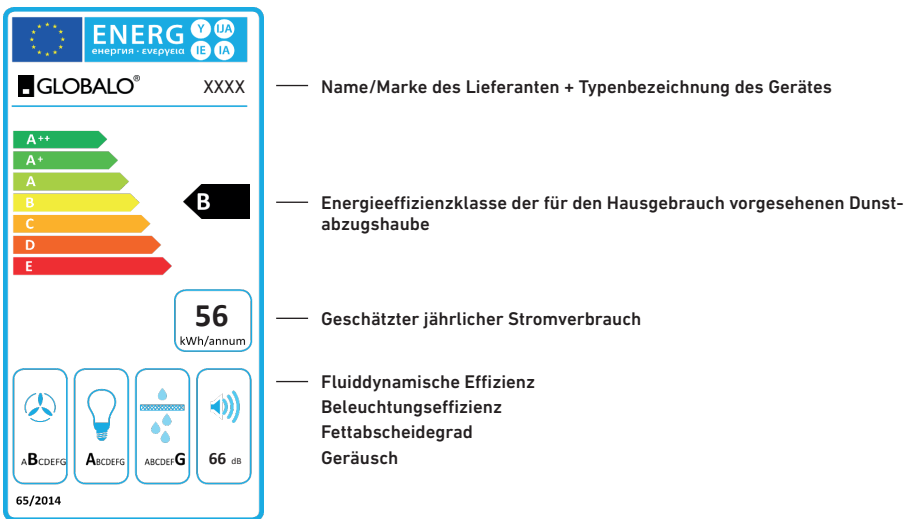 ENERG Y IJA
енергия · ενεργεια IE IA
GLOBALO® XXXX
Name/Marke des Lieferanten + Typenbezeichnung des Gerätes
A++
A+
A
B
C
D
E
B
Energieeffizienzklasse der für den Hausgebrauch vorgesehenen Dunst-
abzugshaube
56
kWh/annum
Geschätzter jährlicher Stromverbrauch
ABCDEFG
ABCDEFG
ABCDEFG
66 dB
Fluiddynamische Effizienz
Beleuchtungseffizienz
Fettabscheidegrad
Geräusch
65/2014